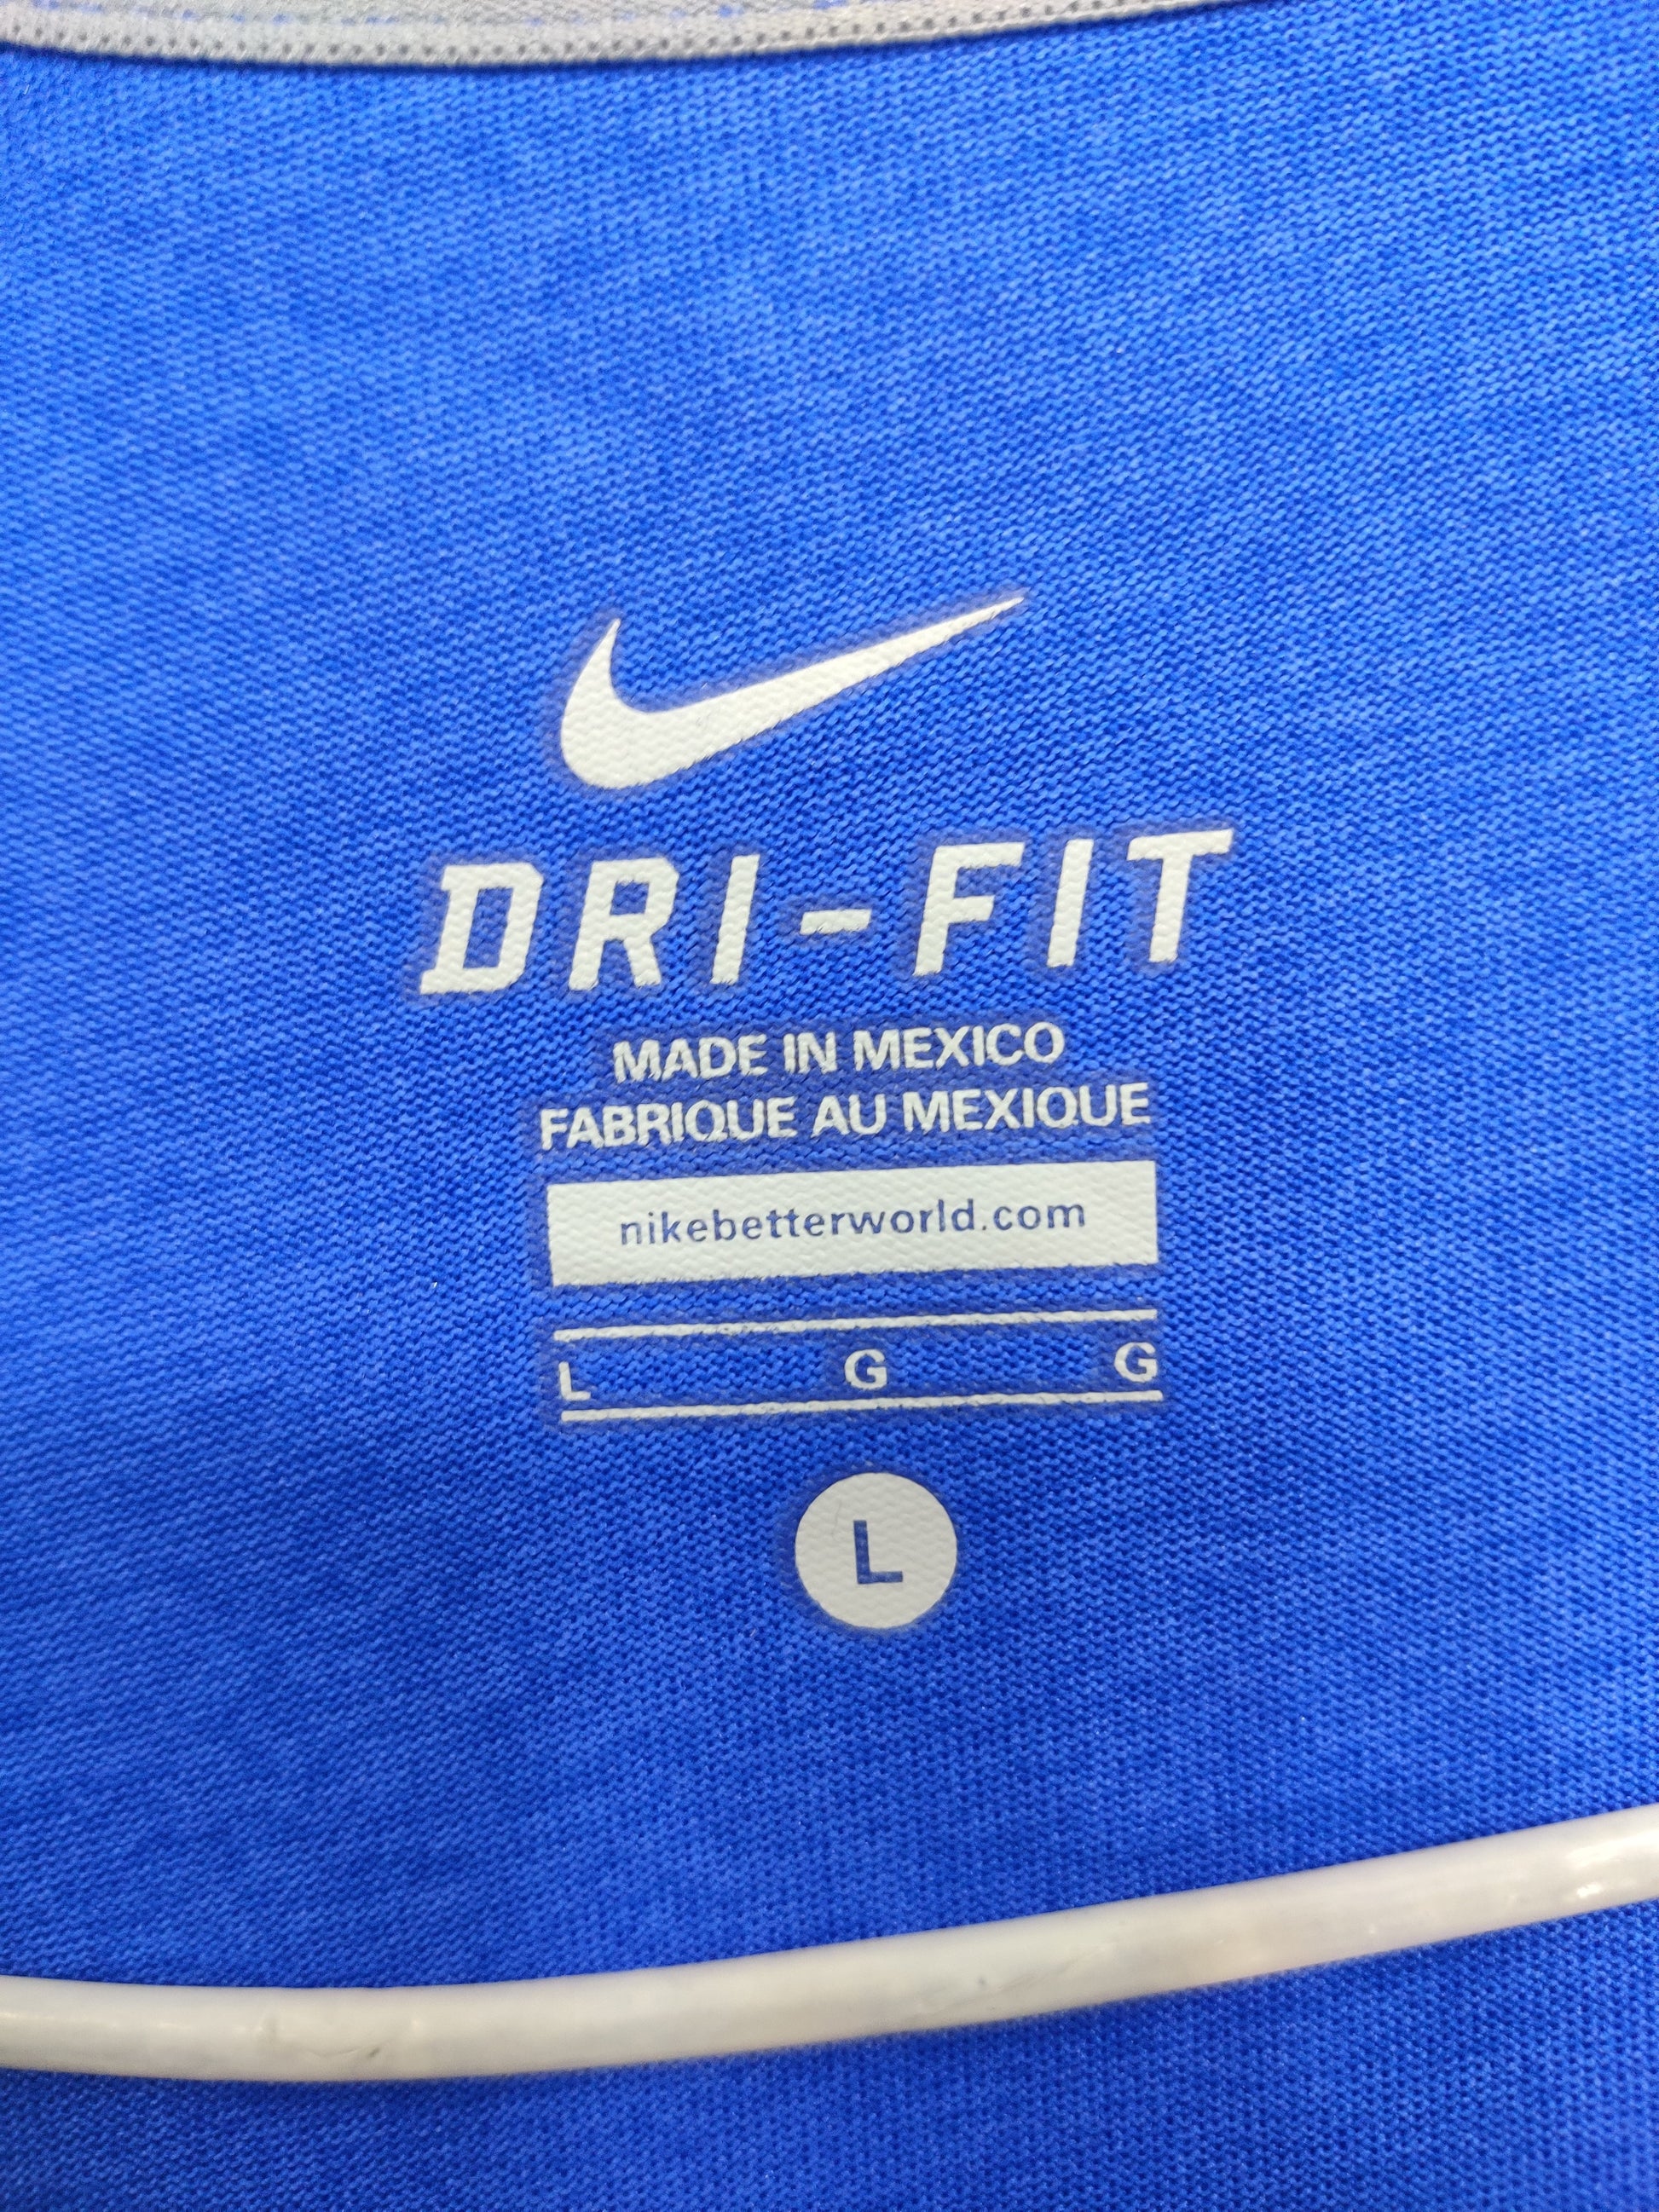 DRI-FIT
MADE IN MEXICO
FABRIQUE AU MEXIQUE
nikebetterworld.com
L G G
L